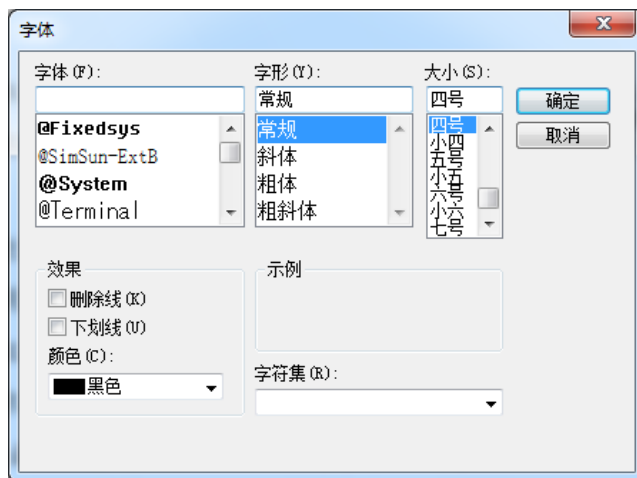 字体
字体(F):
字形(Y):
大小(S):
常规
四号
确定
@Fixedsys
@SimSun-ExtB
@System
@Terminal
常规
斜体
粗体
粗斜体
四号
小四
五号
小五
六号
小六
七号
取消
效果
删除线(K)
下划线(U)
颜色(C):
黑色
示例
字符集(R):